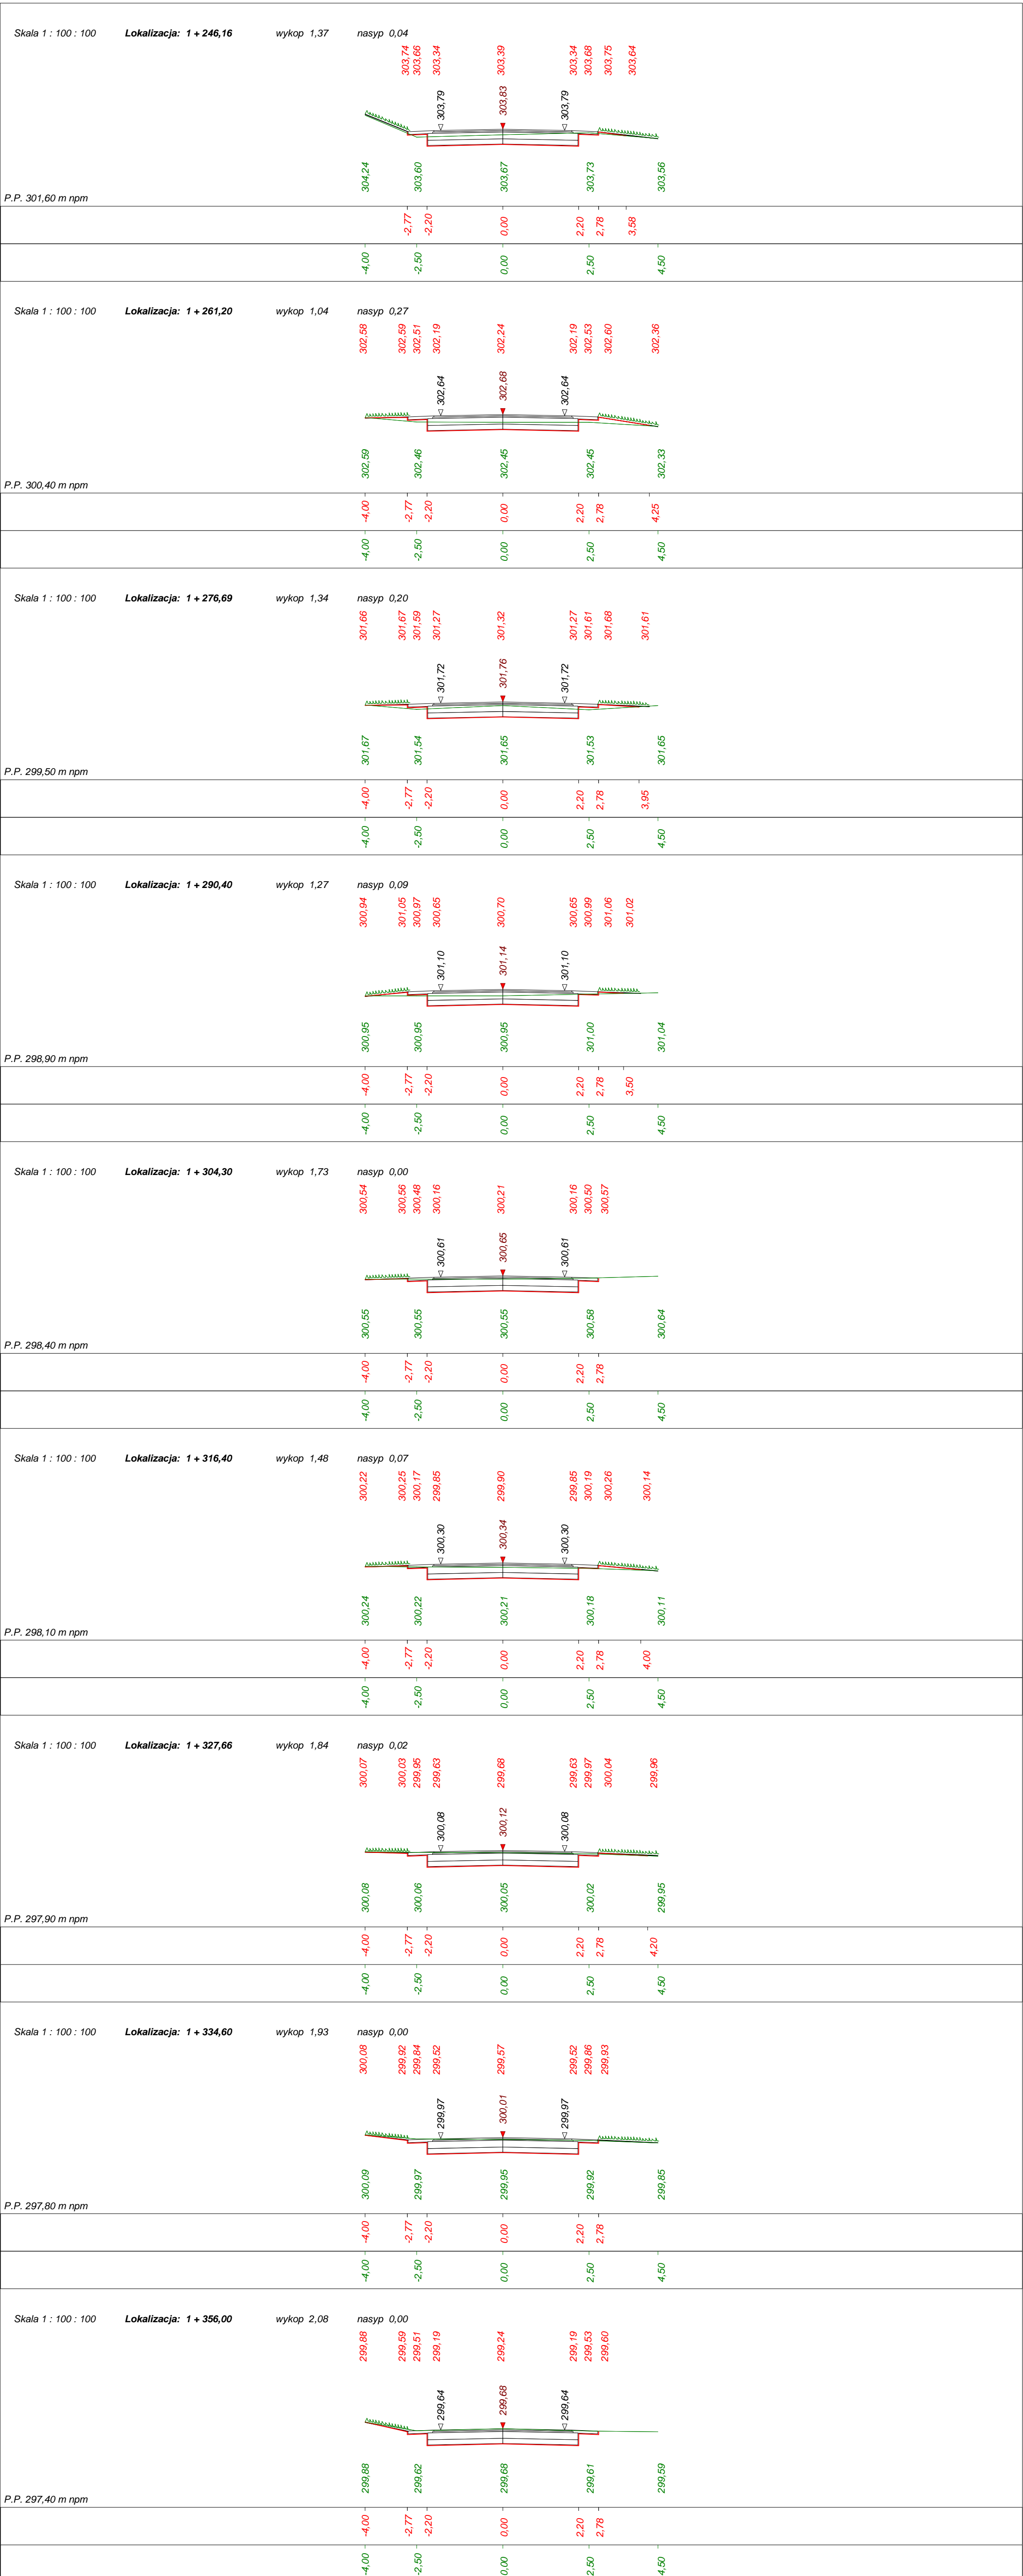 Skala 1 : 100 : 100 Lokalizacja: 1 + 246,16 wykop 1,37 nasyp 0,04
303,74 303,66 303,34 303,39 303,34 303,68 303,75 303,64
303,79 303,83 303,79
304,24 303,60 303,67 303,73 303,56
P.P. 301,60 m npm
-2,77 -2,20 0,00 2,20 2,78 3,58
-4,00 -2,50 0,00 2,50 4,50
Skala 1 : 100 : 100 Lokalizacja: 1 + 261,20 wykop 1,04 nasyp 0,27
302,58 302,59 302,51 302,19 302,24 302,19 302,53 302,60 302,36
302,64 302,68 302,64
302,59 302,46 302,45 302,45 302,33
P.P. 300,40 m npm
-4,00 -2,77 -2,20 0,00 2,20 2,78 4,25
-4,00 -2,50 0,00 2,50 4,50
Skala 1 : 100 : 100 Lokalizacja: 1 + 276,69 wykop 1,34 nasyp 0,20
301,66 301,67 301,59 301,27 301,32 301,27 301,61 301,68 301,61
301,72 301,76 301,72
301,67 301,54 301,65 301,53 301,65
P.P. 299,50 m npm
-4,00 -2,77 -2,20 0,00 2,20 2,78 3,95
-4,00 -2,50 0,00 2,50 4,50
Skala 1 : 100 : 100 Lokalizacja: 1 + 290,40 wykop 1,27 nasyp 0,09
300,94 301,05 300,97 300,65 300,70 300,65 300,99 301,06 301,02
301,10 301,14 301,10
300,95 300,95 300,95 301,00 301,04
P.P. 298,90 m npm
-4,00 -2,77 -2,20 0,00 2,20 2,78 3,50
-4,00 -2,50 0,00 2,50 4,50
Skala 1 : 100 : 100 Lokalizacja: 1 + 304,30 wykop 1,73 nasyp 0,00
300,54 300,56 300,48 300,16 300,21 300,16 300,50 300,57
300,61 300,65 300,61
300,55 300,55 300,55 300,58 300,64
P.P. 298,40 m npm
-4,00 -2,77 -2,20 0,00 2,20 2,78
-4,00 -2,50 0,00 2,50 4,50
Skala 1 : 100 : 100 Lokalizacja: 1 + 316,40 wykop 1,48 nasyp 0,07
300,22 300,25 300,17 299,85 299,90 299,85 300,19 300,26 300,14
300,30 300,34 300,30
300,24 300,22 300,21 300,18 300,11
P.P. 298,10 m npm
-4,00 -2,77 -2,20 0,00 2,20 2,78 4,00
-4,00 -2,50 0,00 2,50 4,50
Skala 1 : 100 : 100 Lokalizacja: 1 + 327,66 wykop 1,84 nasyp 0,02
300,07 300,03 299,95 299,63 299,68 299,63 299,97 300,04 299,96
300,08 300,12 300,08
300,08 300,06 300,05 300,02 299,95
P.P. 297,90 m npm
-4,00 -2,77 -2,20 0,00 2,20 2,78 4,20
-4,00 -2,50 0,00 2,50 4,50
Skala 1 : 100 : 100 Lokalizacja: 1 + 334,60 wykop 1,93 nasyp 0,00
300,08 299,92 299,84 299,52 299,57 299,52 299,86 299,93
299,97 300,01 299,97
300,09 299,97 299,95 299,92 299,85
P.P. 297,80 m npm
-4,00 -2,77 -2,20 0,00 2,20 2,78
-4,00 -2,50 0,00 2,50 4,50
Skala 1 : 100 : 100 Lokalizacja: 1 + 356,00 wykop 2,08 nasyp 0,00
299,88 299,59 299,51 299,19 299,24 299,19 299,53 299,60
299,64 299,68 299,64
299,88 299,62 299,68 299,61 299,59
P.P. 297,40 m npm
-4,00 -2,77 -2,20 0,00 2,20 2,78
-4,00 -2,50 0,00 2,50 4,50